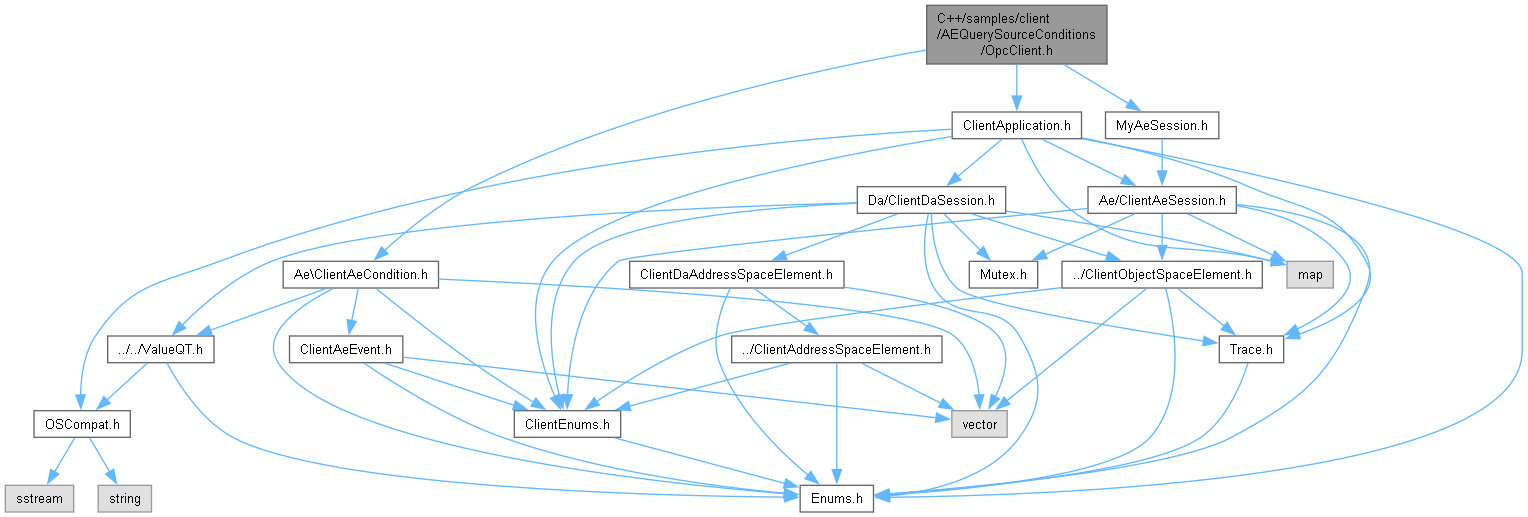 C++/samples/client
/AEQuerySourceConditions
/OpcClient.h
ClientApplication.h
MyAeSession.h
Da/ClientDaSession.h
Ae/ClientAeSession.h
Ae\ClientAeCondition.h
ClientDaAddressSpaceElement.h
Mutex.h
../ClientObjectSpaceElement.h
map
../../ValueQT.h
ClientAeEvent.h
../ClientAddressSpaceElement.h
Trace.h
OSCompat.h
ClientEnums.h
vector
sstream
string
Enums.h